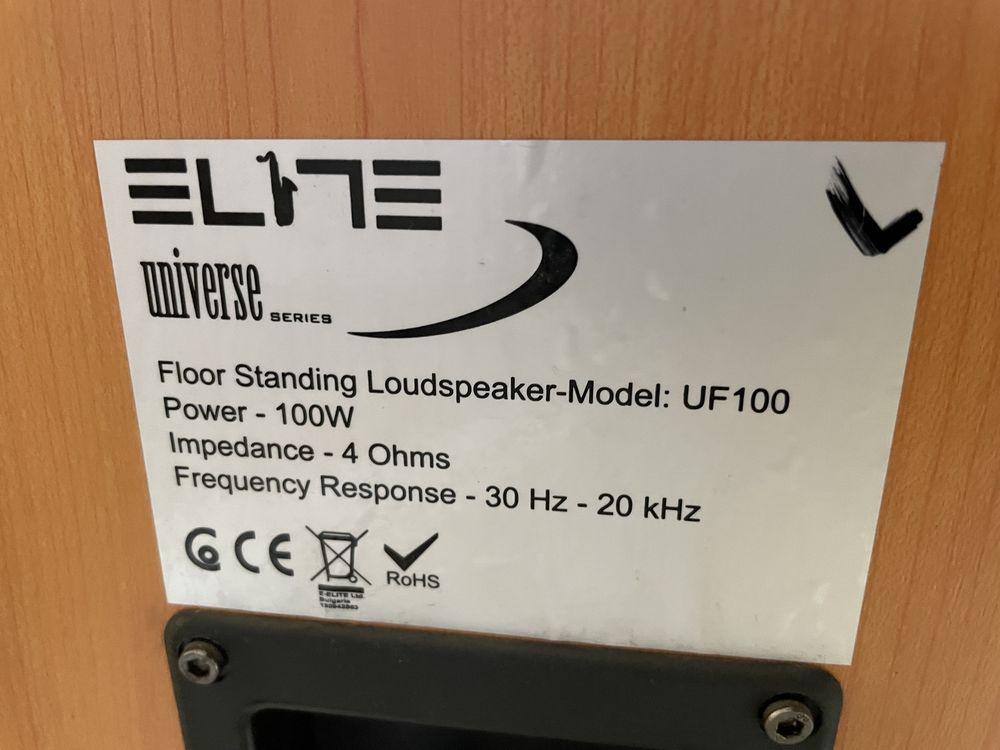 ELITE
universe SERIES
Floor Standing Loudspeaker-Model: UF100
Power - 100W
Impedance - 4 Ohms
Frequency Response - 30 Hz - 20 kHz
CE
RoHS
E-ELITE Ltd.
Bulgaria